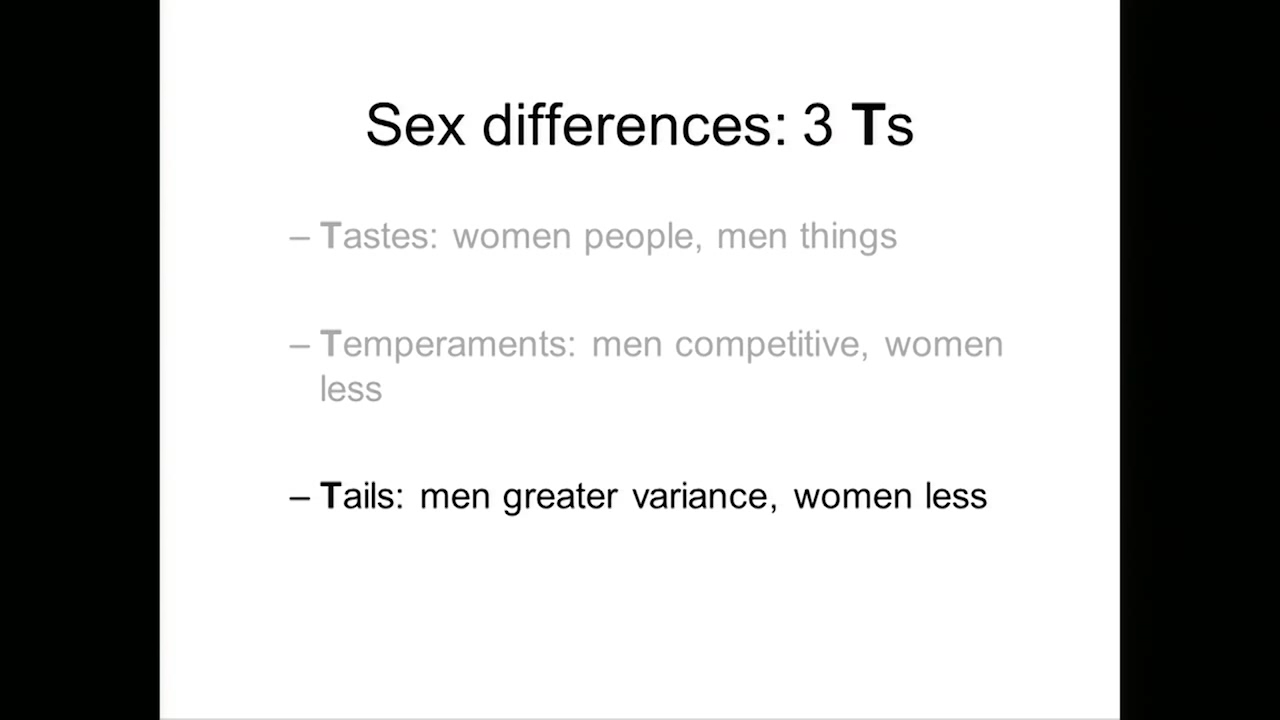 Sex differences: 3 Ts
– Tastes: women people, men things
– Temperaments: men competitive, women
less
– Tails: men greater variance, women less